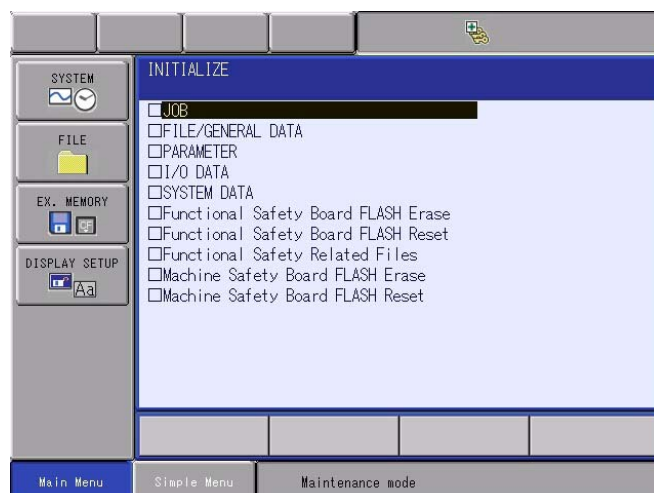 SYSTEM
FILE
EX. MEMORY
CF
DISPLAY SETUP
Aa
INITIALIZE
JOB
FILE/GENERAL DATA
PARAMETER
I/O DATA
SYSTEM DATA
Functional Safety Board FLASH Erase
Functional Safety Board FLASH Reset
Functional Safety Related Files
Machine Safety Board FLASH Erase
Machine Safety Board FLASH Reset
Main Menu
Simple Menu
Maintenance mode